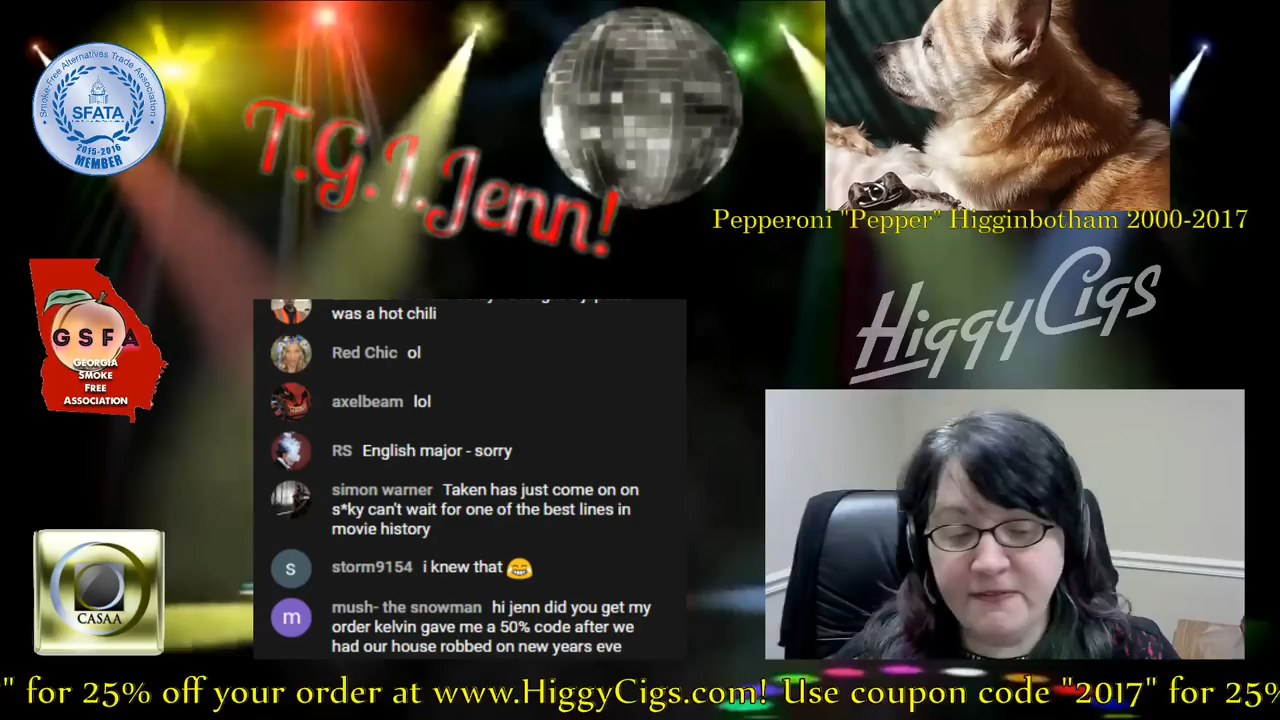 Smoke-Free Alternatives Trade Association
SFATA
2015-2016
MEMBER
T.G.I.Jenn!
Pepperoni "Pepper" Higginbotham 2000-2017
HiggyCigs
GSFA
GEORGIA
SMOKE
FREE
ASSOCIATION
was a hot chili
Red Chic ol
axelbeam lol
RS English major - sorry
simon warner Taken has just come on on
s*ky can't wait for one of the best lines in
movie history
s
storm9154 i knew that 😂
m
mush- the snowman hi jenn did you get my
order kelvin gave me a 50% code after we
had our house robbed on new years eve
CASAA
" for 25% off your order at www.HiggyCigs.com! Use coupon code "2017" for 25%